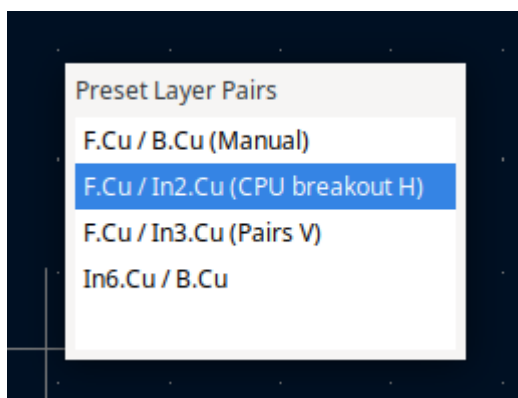 Preset Layer Pairs
F.Cu / B.Cu (Manual)
F.Cu / In2.Cu (CPU breakout H)
F.Cu / In3.Cu (Pairs V)
In6.Cu / B.Cu